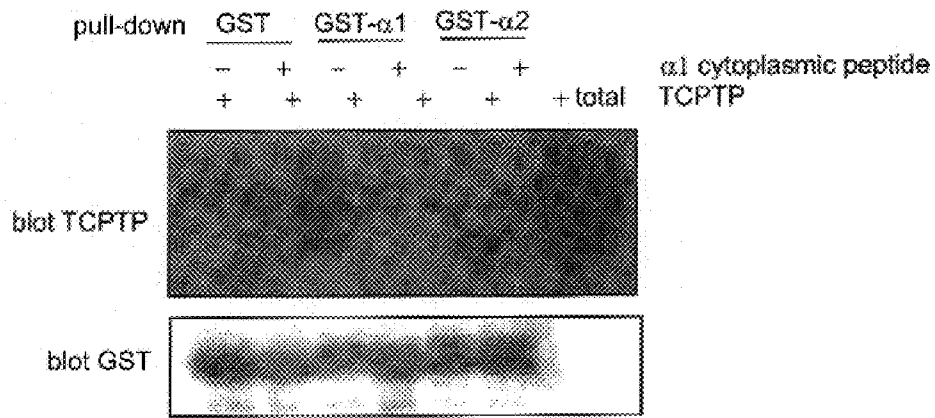 pull-down GST GST-α1 GST-α2
- + - + - + α1 cytoplasmic peptide
+ + + + + + total TCPTP
blot TCPTP
blot GST